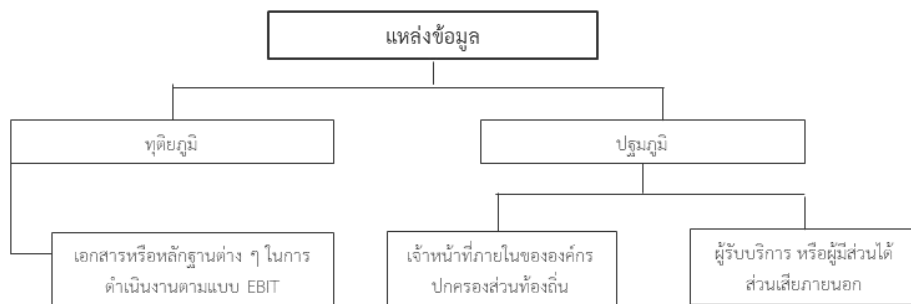 แหล่งข้อมูล
ทุติยภูมิ
ปฐมภูมิ
เอกสารหรือหลักฐานต่าง ๆ ในการ
ดำเนินงานตามแบบ EBIT
เจ้าหน้าที่ภายในขององค์กร
ปกครองส่วนท้องถิ่น
ผู้รับบริการ หรือผู้มีส่วนได้
ส่วนเสียภายนอก